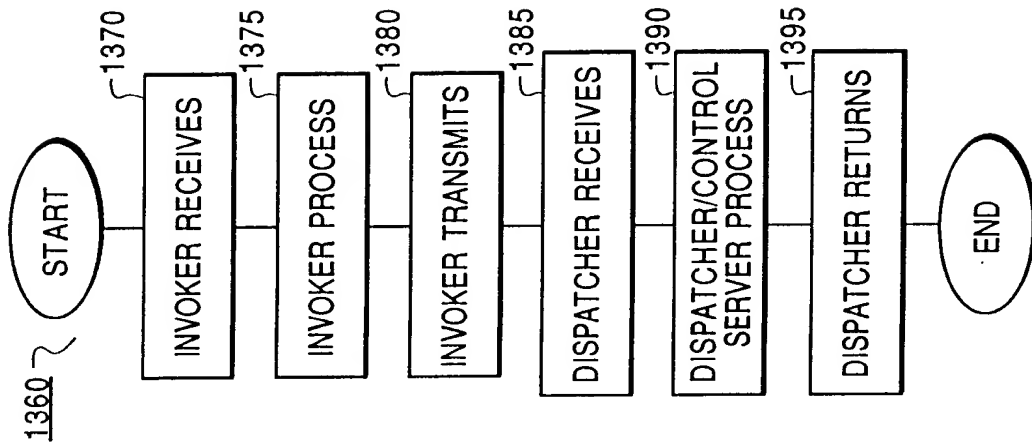 1360
START
1370
INVOKER RECEIVES
1375
INVOKER PROCESS
1380
INVOKER TRANSMITS
1385
DISPATCHER RECEIVES
1390
DISPATCHER/CONTROL
SERVER PROCESS
1395
DISPATCHER RETURNS
END